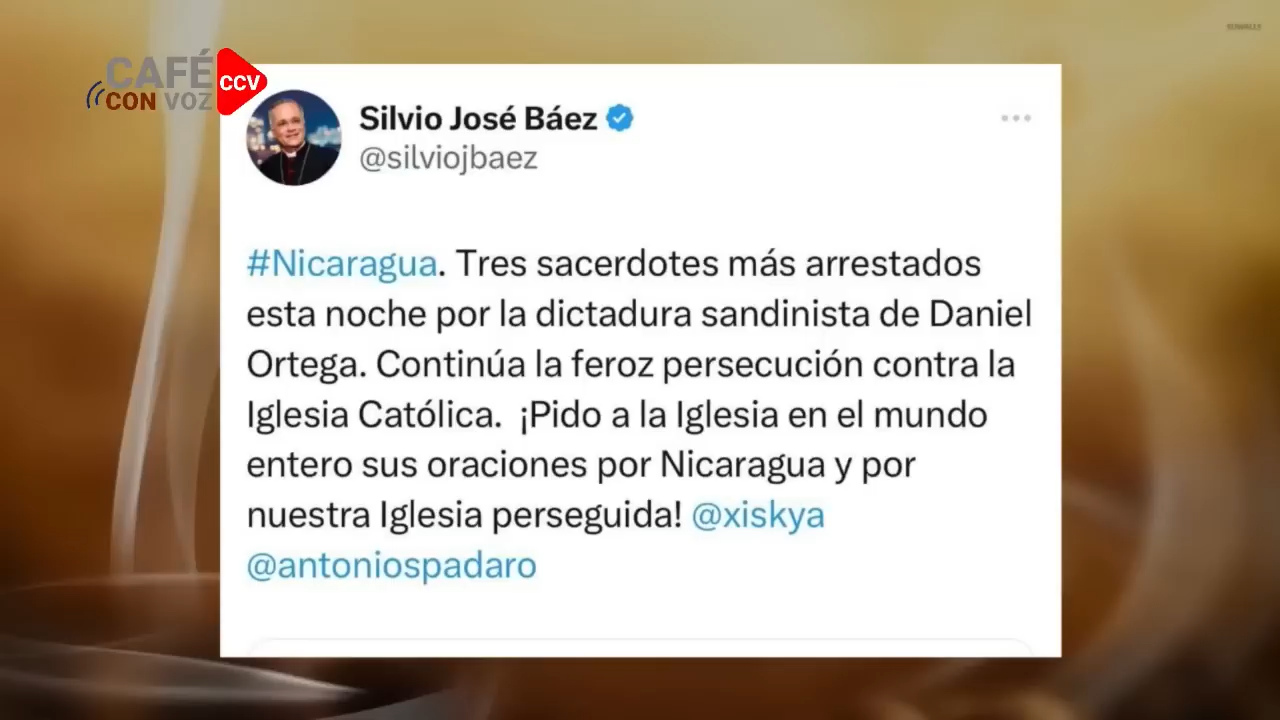 CAFÉ
CON VOZ
CCV
Silvio José Báez
@silviojbaez
#Nicaragua. Tres sacerdotes más arrestados
esta noche por la dictadura sandinista de Daniel
Ortega. Continúa la feroz persecución contra la
Iglesia Católica. ¡Pido a la Iglesia en el mundo
entero sus oraciones por Nicaragua y por
nuestra Iglesia perseguida! @xiskya
@antoniospadaro